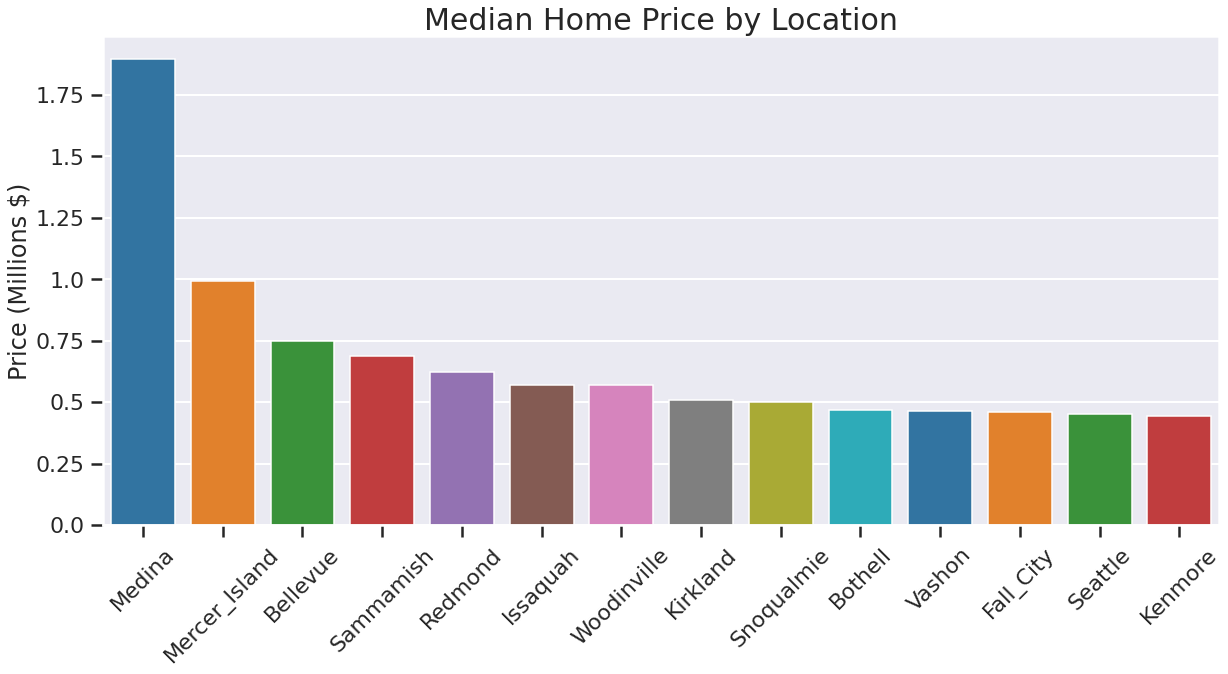 Median Home Price by Location
Price (Millions $)
1.75
1.5
1.25
1.0
0.75
0.5
0.25
0.0
Medina
Mercer_Island
Bellevue
Sammamish
Redmond
Issaquah
Woodinville
Kirkland
Snoqualmie
Bothell
Vashon
Fall_City
Seattle
Kenmore